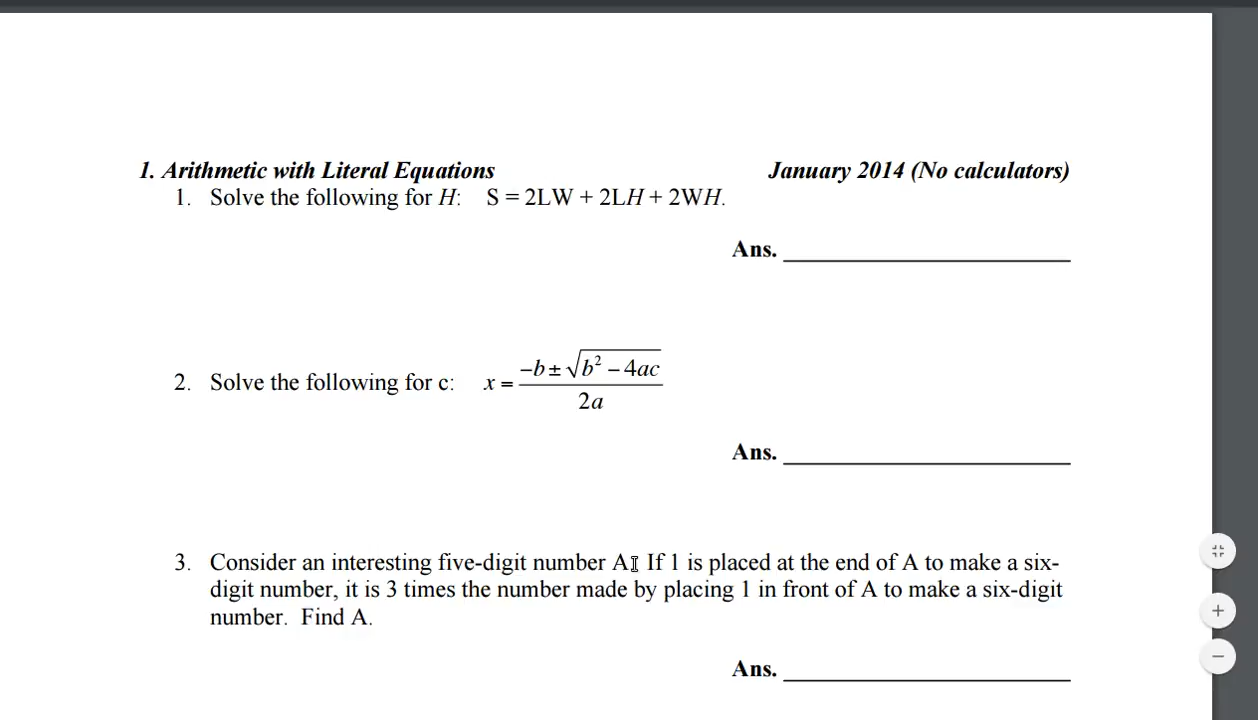 1. Arithmetic with Literal Equations January 2014 (No calculators)
1. Solve the following for H: S = 2LW + 2LH + 2WH.
Ans.
2. Solve the following for c: x = \frac{-b ± \sqrt{b² - 4ac}}{2a}
Ans.
3. Consider an interesting five-digit number A. If 1 is placed at the end of A to make a six-
digit number, it is 3 times the number made by placing 1 in front of A to make a six-digit
number. Find A.
Ans.